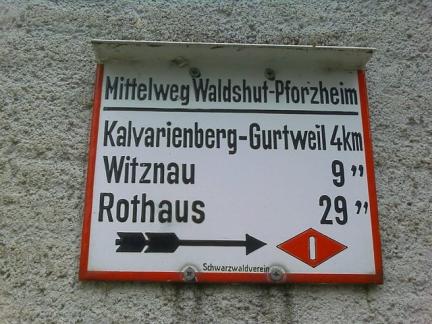 Mittelweg Waldshut-Pforzheim
Kalvarienberg-Gurtweil 4km
Witznau 9 "
Rothaus 29 "
Schwarzwaldverein